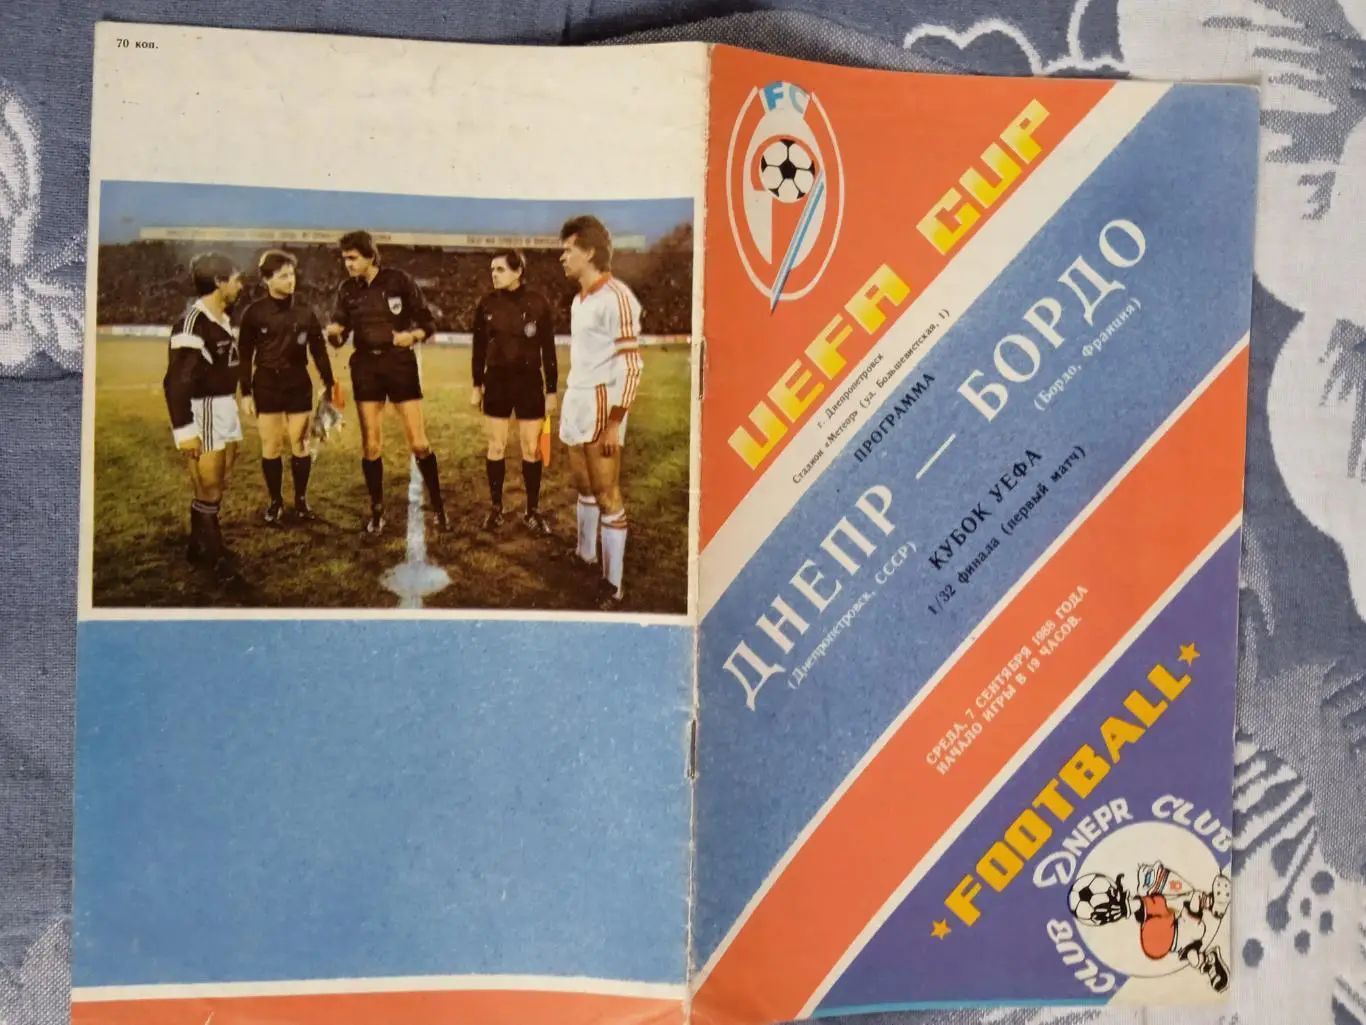 70 коп.
FC
UEFA CUP
г. Днепропетровск
Стадион «Метеор» (ул. Большевистская, 1)
ПРОГРАММА
ДНЕПР — БОРДО
(Днепропетровск, СССР)
(Бордо, Франция)
КУБОК УЕФА
1/32 финала (первый матч)
СРЕДА, 7 СЕНТЯБРЯ 1988 ГОДА
НАЧАЛО ИГРЫ В 19 ЧАСОВ.
FOOTBALL
CLUB DNEPR CLUB
10